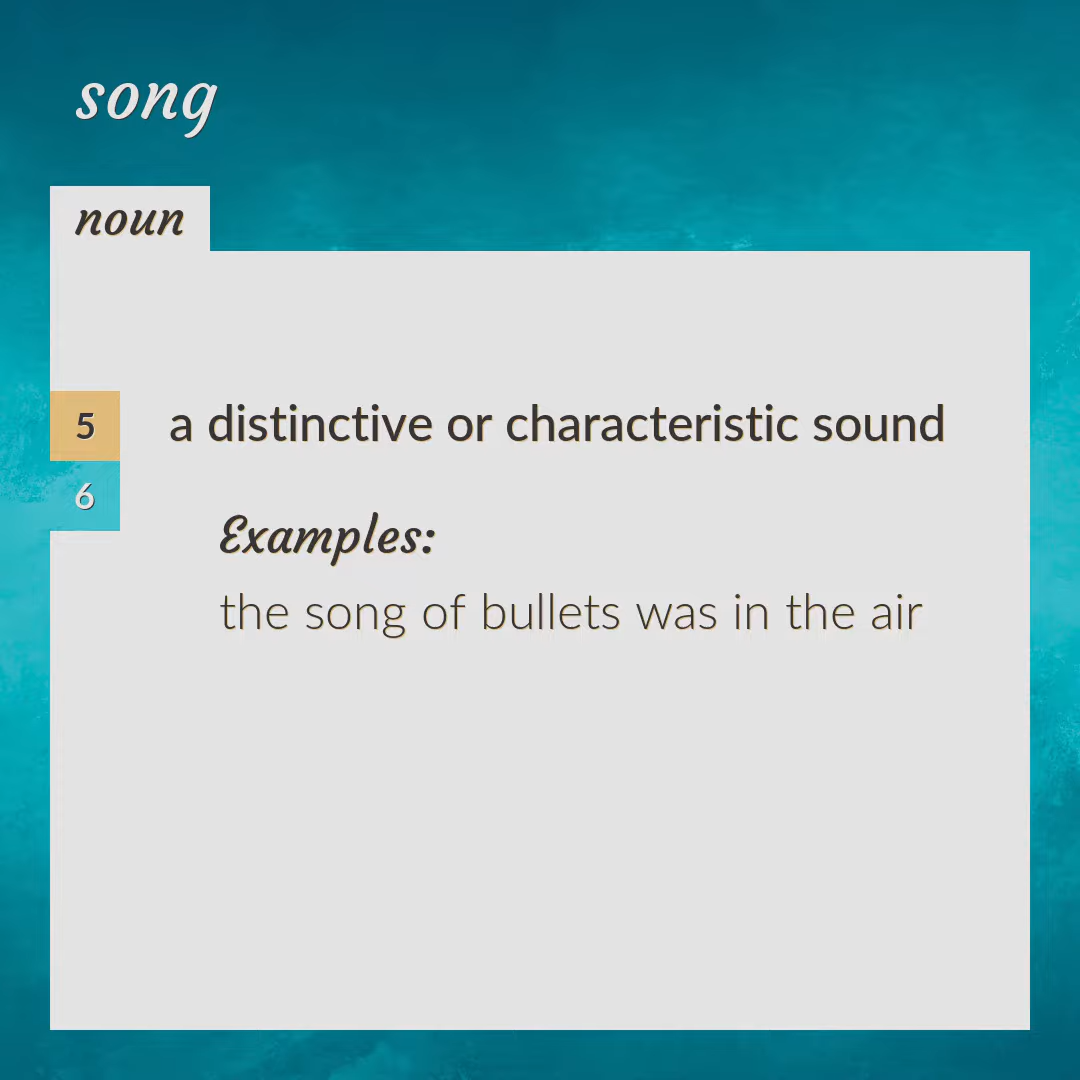 song
noun
5 a distinctive or characteristic sound
6
Examples:
the song of bullets was in the air